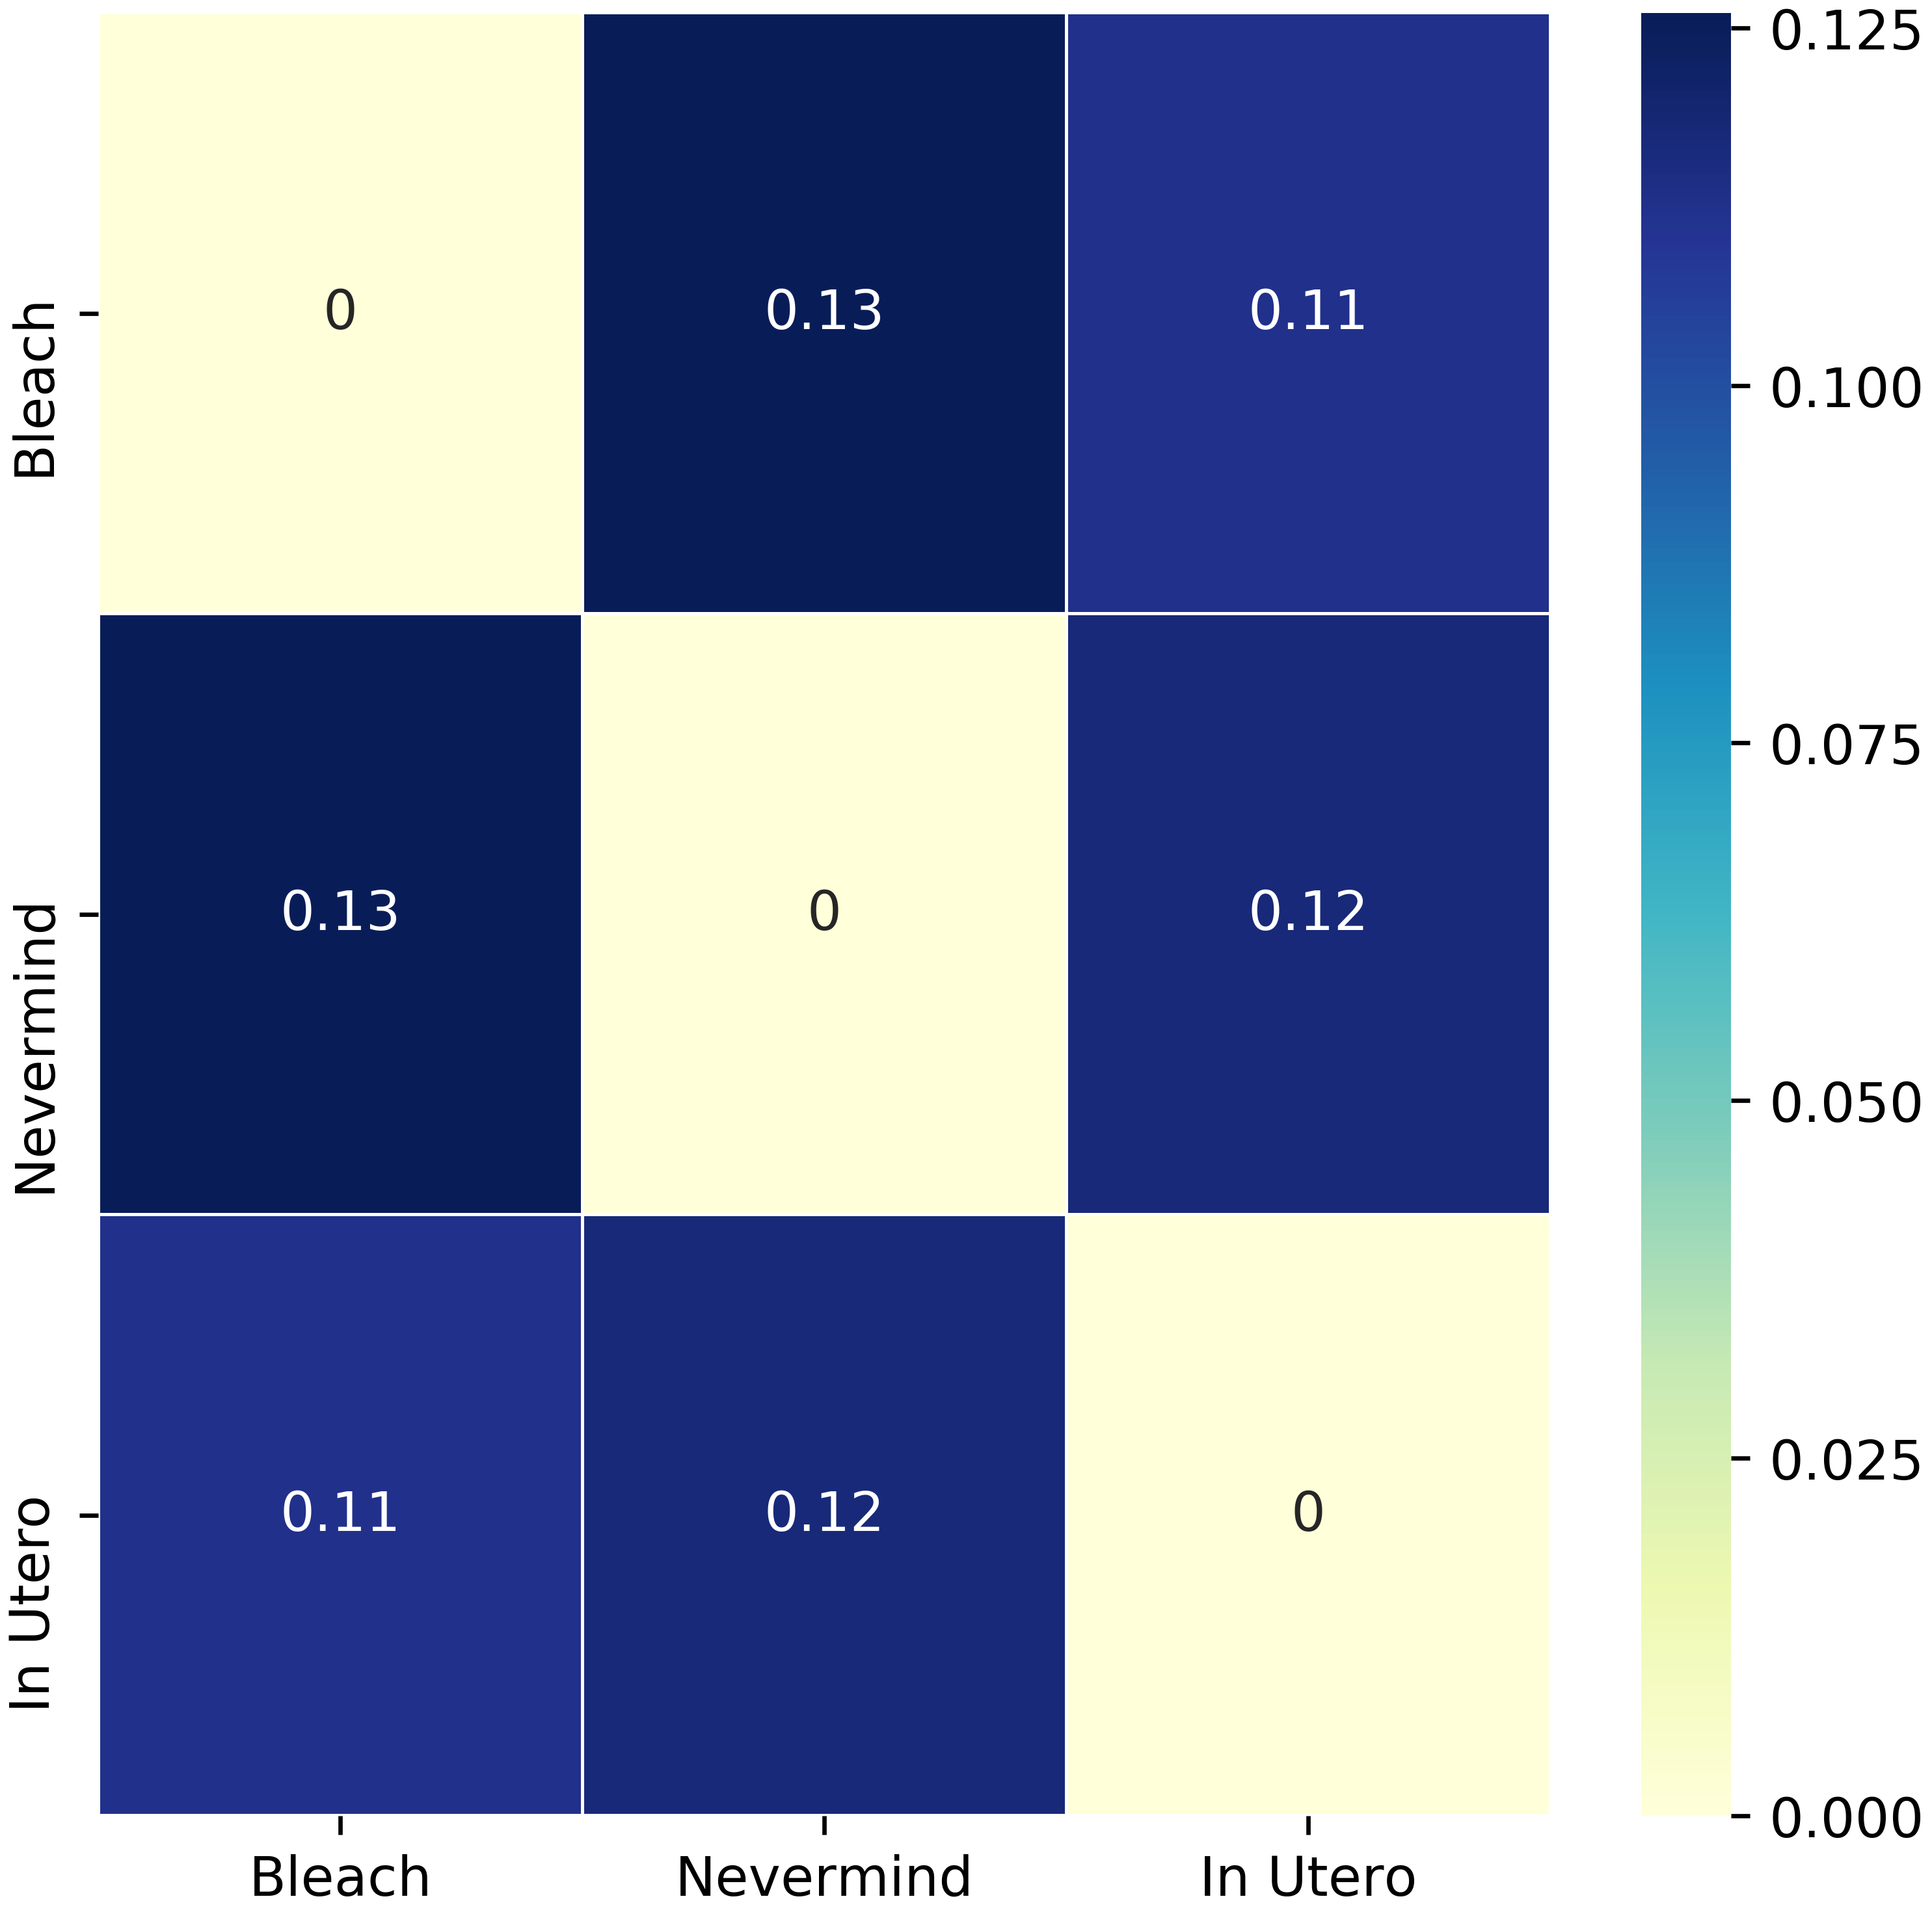 0.125
0 0.13 0.11
0.100
Bleach
0.075
0.13 0 0.12
Nevermind
0.050
0.025
0.11 0.12 0
In Utero
0.000
Bleach Nevermind In Utero